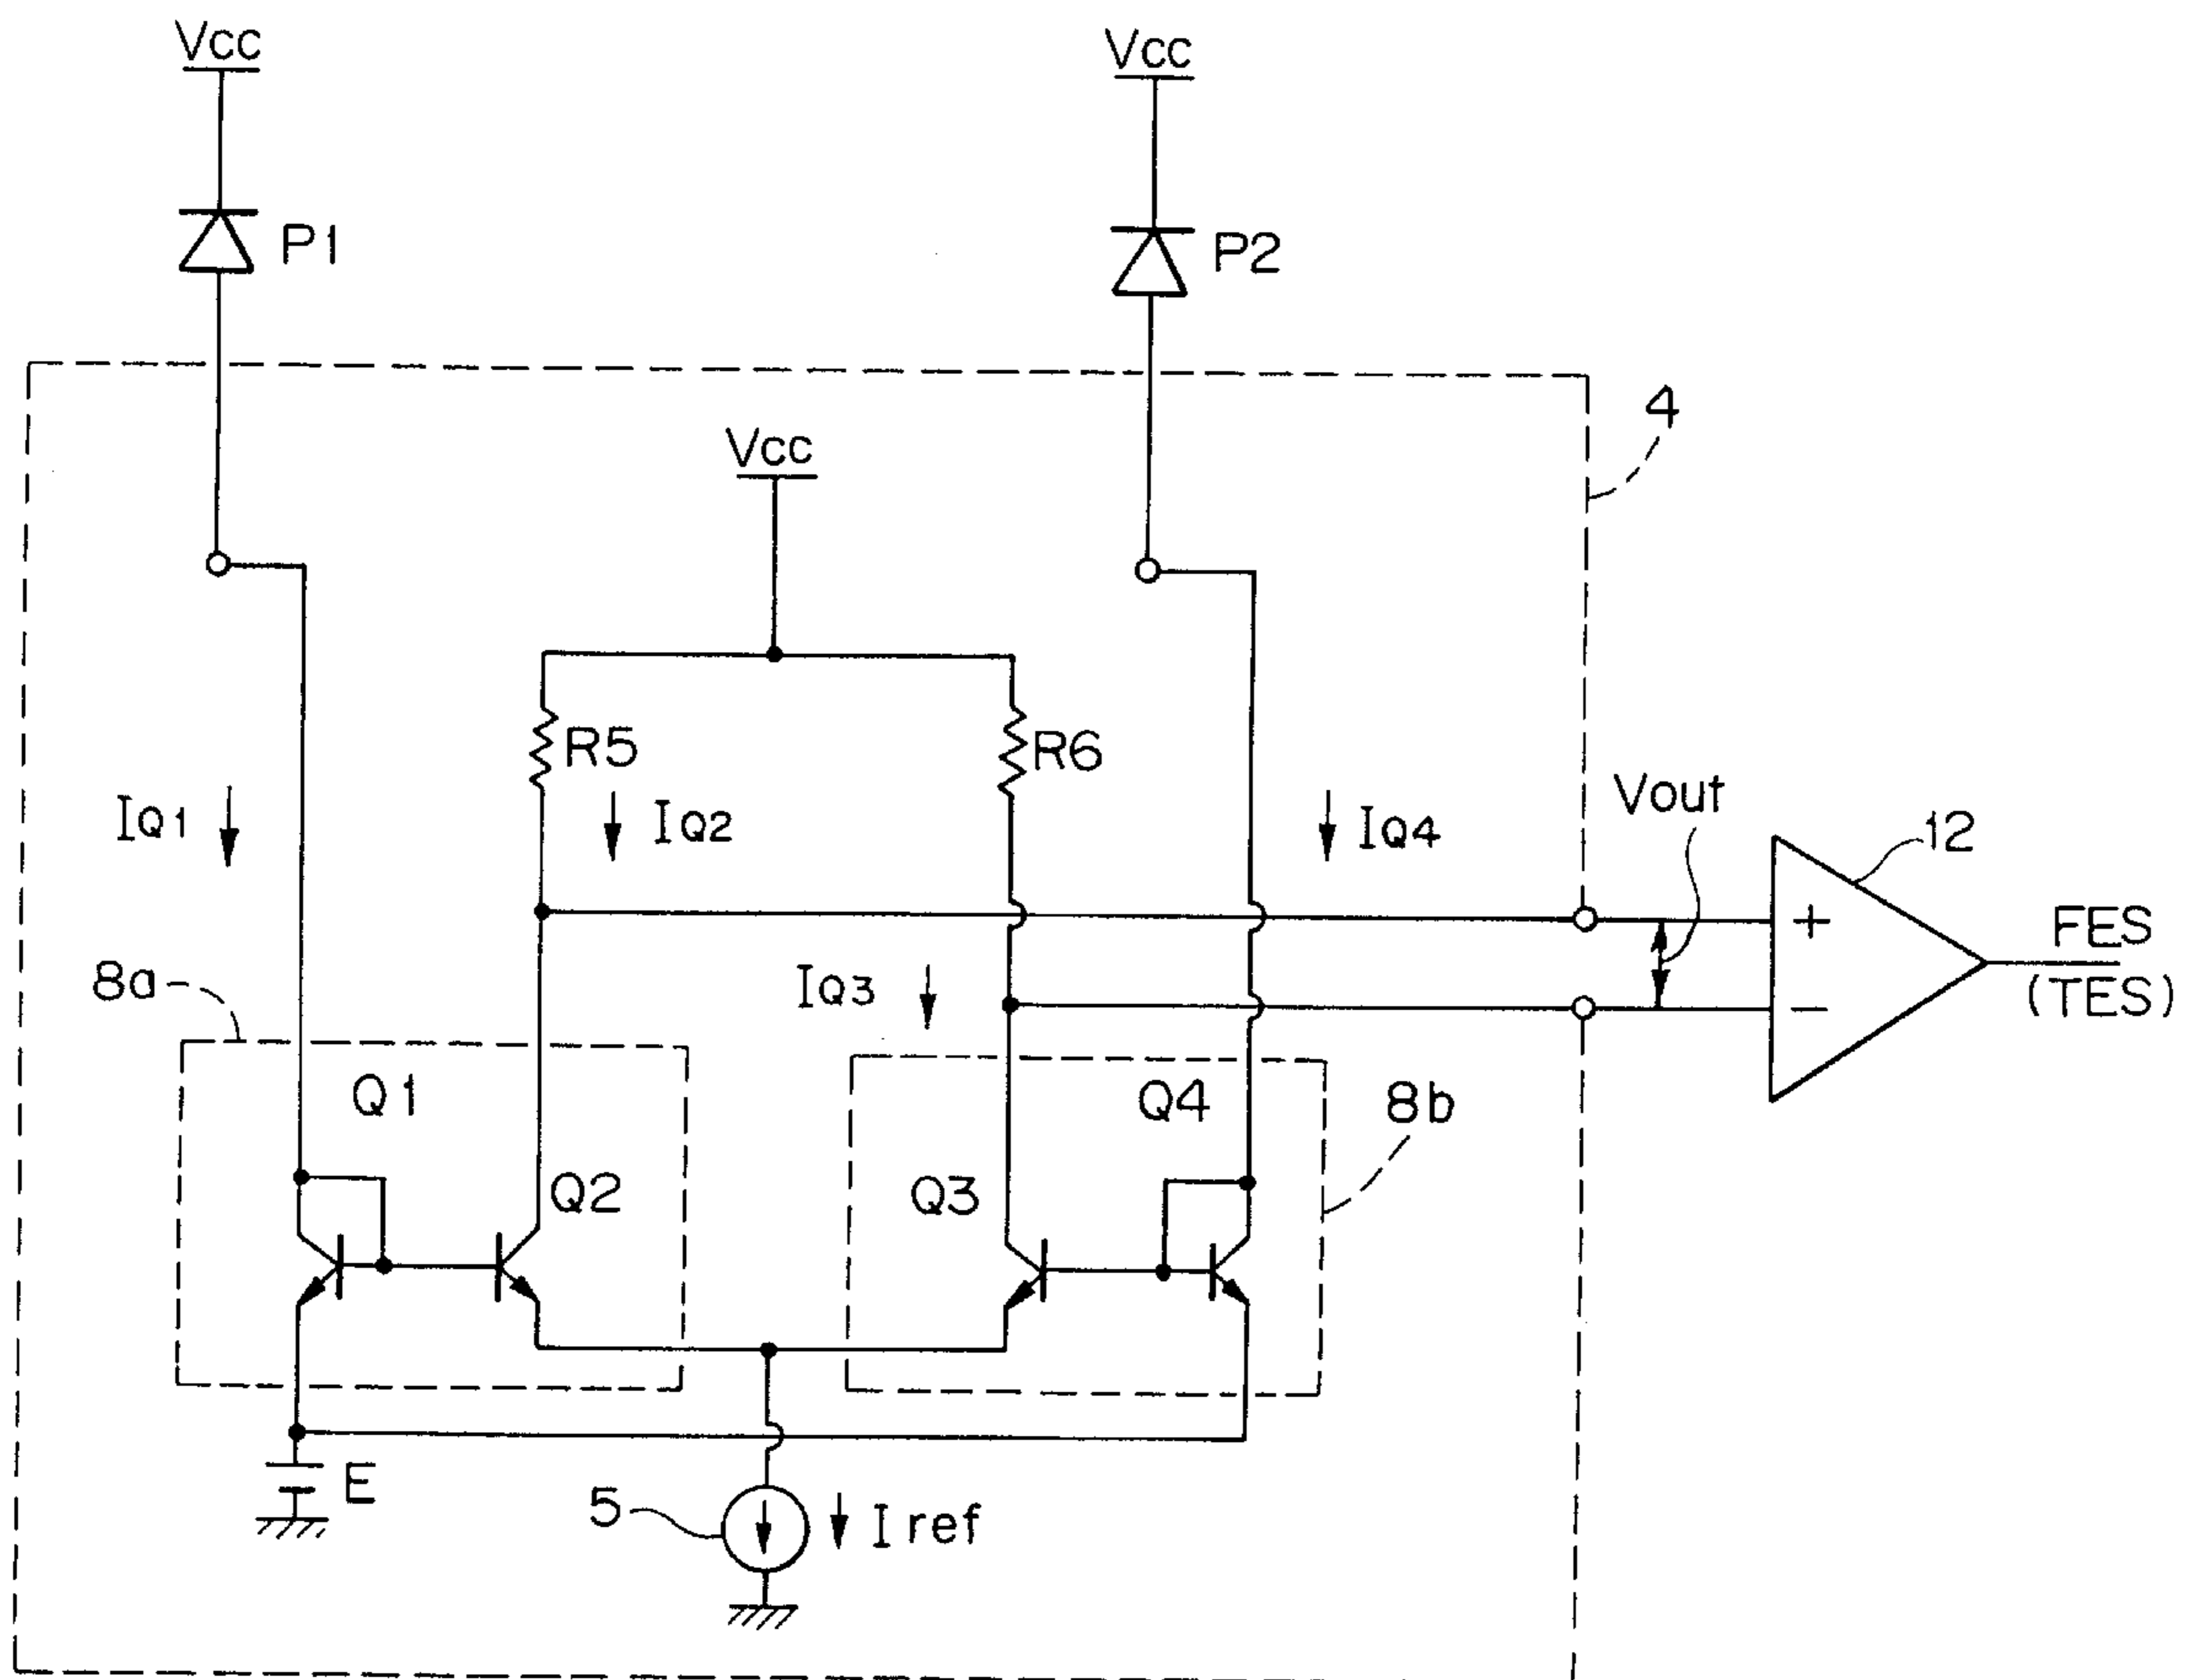 Vcc
Vcc
P1
P2
4
Vcc
R5
R6
IQ1
IQ2
IQ4
Vout
12
+
FES
(TES)
−
8a
IQ3
Q1
Q4
8b
Q2
Q3
E
5
Iref